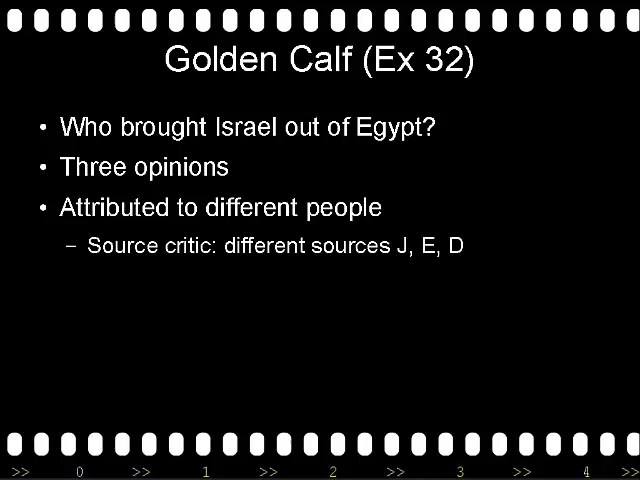 Golden Calf (Ex 32)
• Who brought Israel out of Egypt?
• Three opinions
• Attributed to different people
– Source critic: different sources J, E, D
>> 0 >> 1 >> 2 >> 3 >> 4 >>